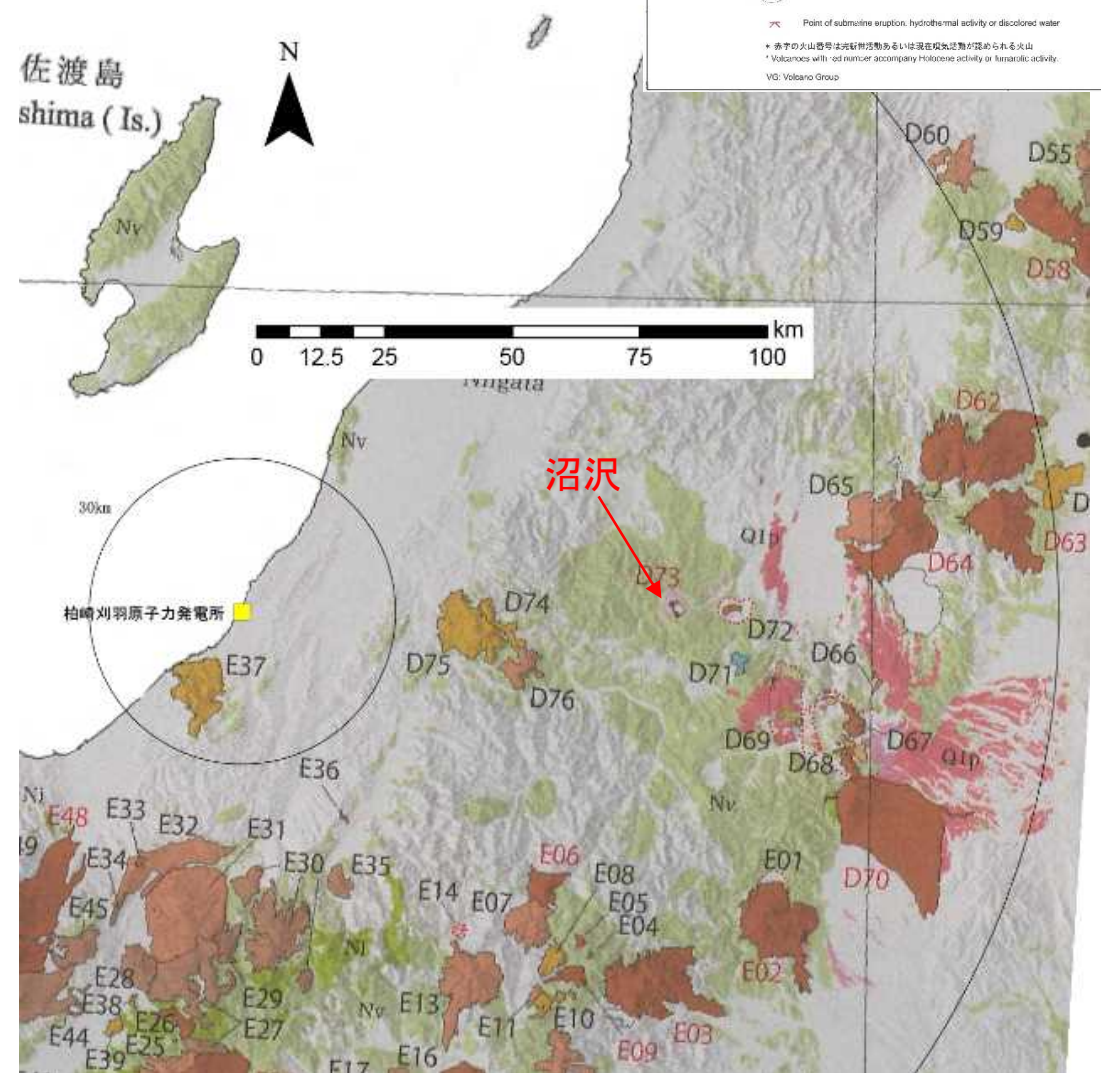 Point of submarine eruption, hydrothermal activity or discolored water
* 赤字の火山番号は完新世活動あるいは現在噴気活動が認められる火山
* Volcanoes with red number accompany Holocene activity or fumarolic activity.
VG: Volcano Group
佐渡島
shima ( Is.)
N
Nv
D60
D55
D59
D58
km
0 12.5 25 50 75 100
Niigata
Nv
D62
沼沢
D65
D
30km
Q1p
D63
D64
D73
柏崎刈羽原子力発電所
D74
D72
D75
D66
E37
D71
D76
D69
D67
D68
Q1p
E36
Nv
Nj
E48
E33
E32
E31
39
E34
E30
E35
E06
E01
E08
D70
E14
E07
E05
E45
E04
Nj
E28
E02
E38
E29
Nv
E13
E44
E26
E27
E11
E10
E03
E39
E25
E09
E17
E16